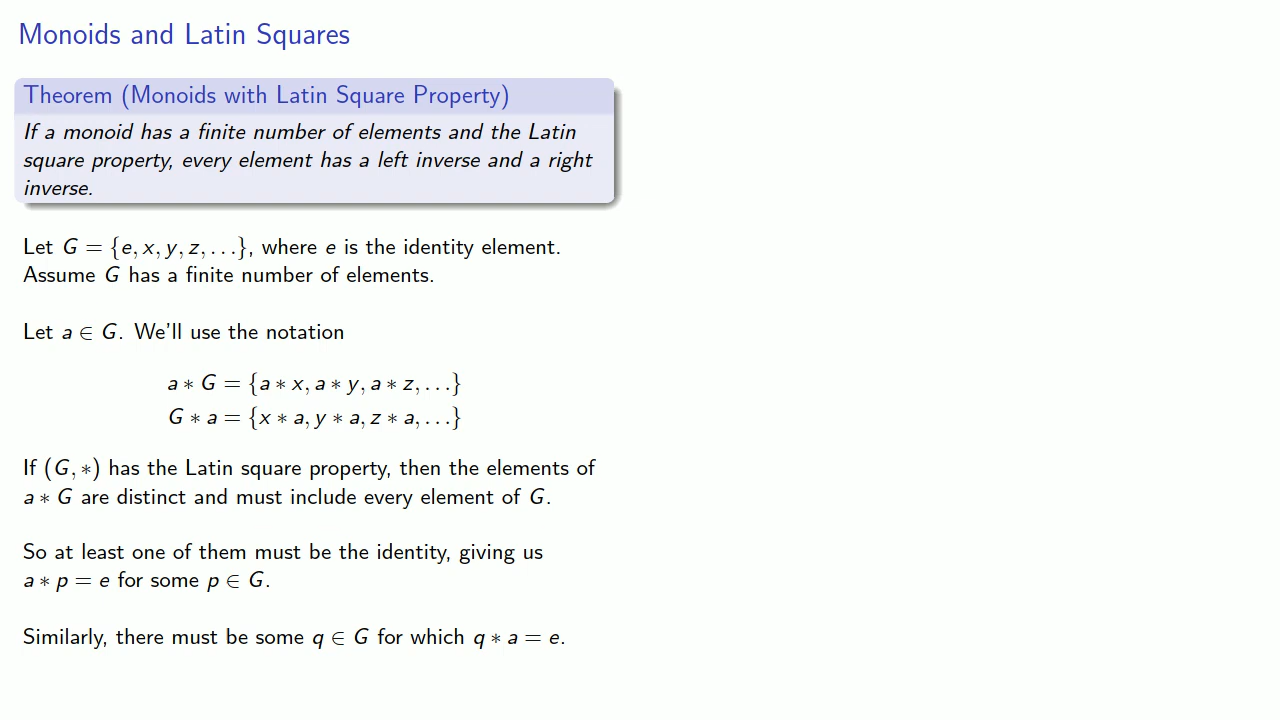 Monoids and Latin Squares
Theorem (Monoids with Latin Square Property)
If a monoid has a finite number of elements and the Latin
square property, every element has a left inverse and a right
inverse.
Let G = {e, x, y, z, . . .}, where e is the identity element.
Assume G has a finite number of elements.
Let a ∈ G. We'll use the notation
a ∗ G = {a ∗ x, a ∗ y, a ∗ z, . . .}
G ∗ a = {x ∗ a, y ∗ a, z ∗ a, . . .}
If (G, ∗) has the Latin square property, then the elements of
a ∗ G are distinct and must include every element of G.
So at least one of them must be the identity, giving us
a ∗ p = e for some p ∈ G.
Similarly, there must be some q ∈ G for which q ∗ a = e.